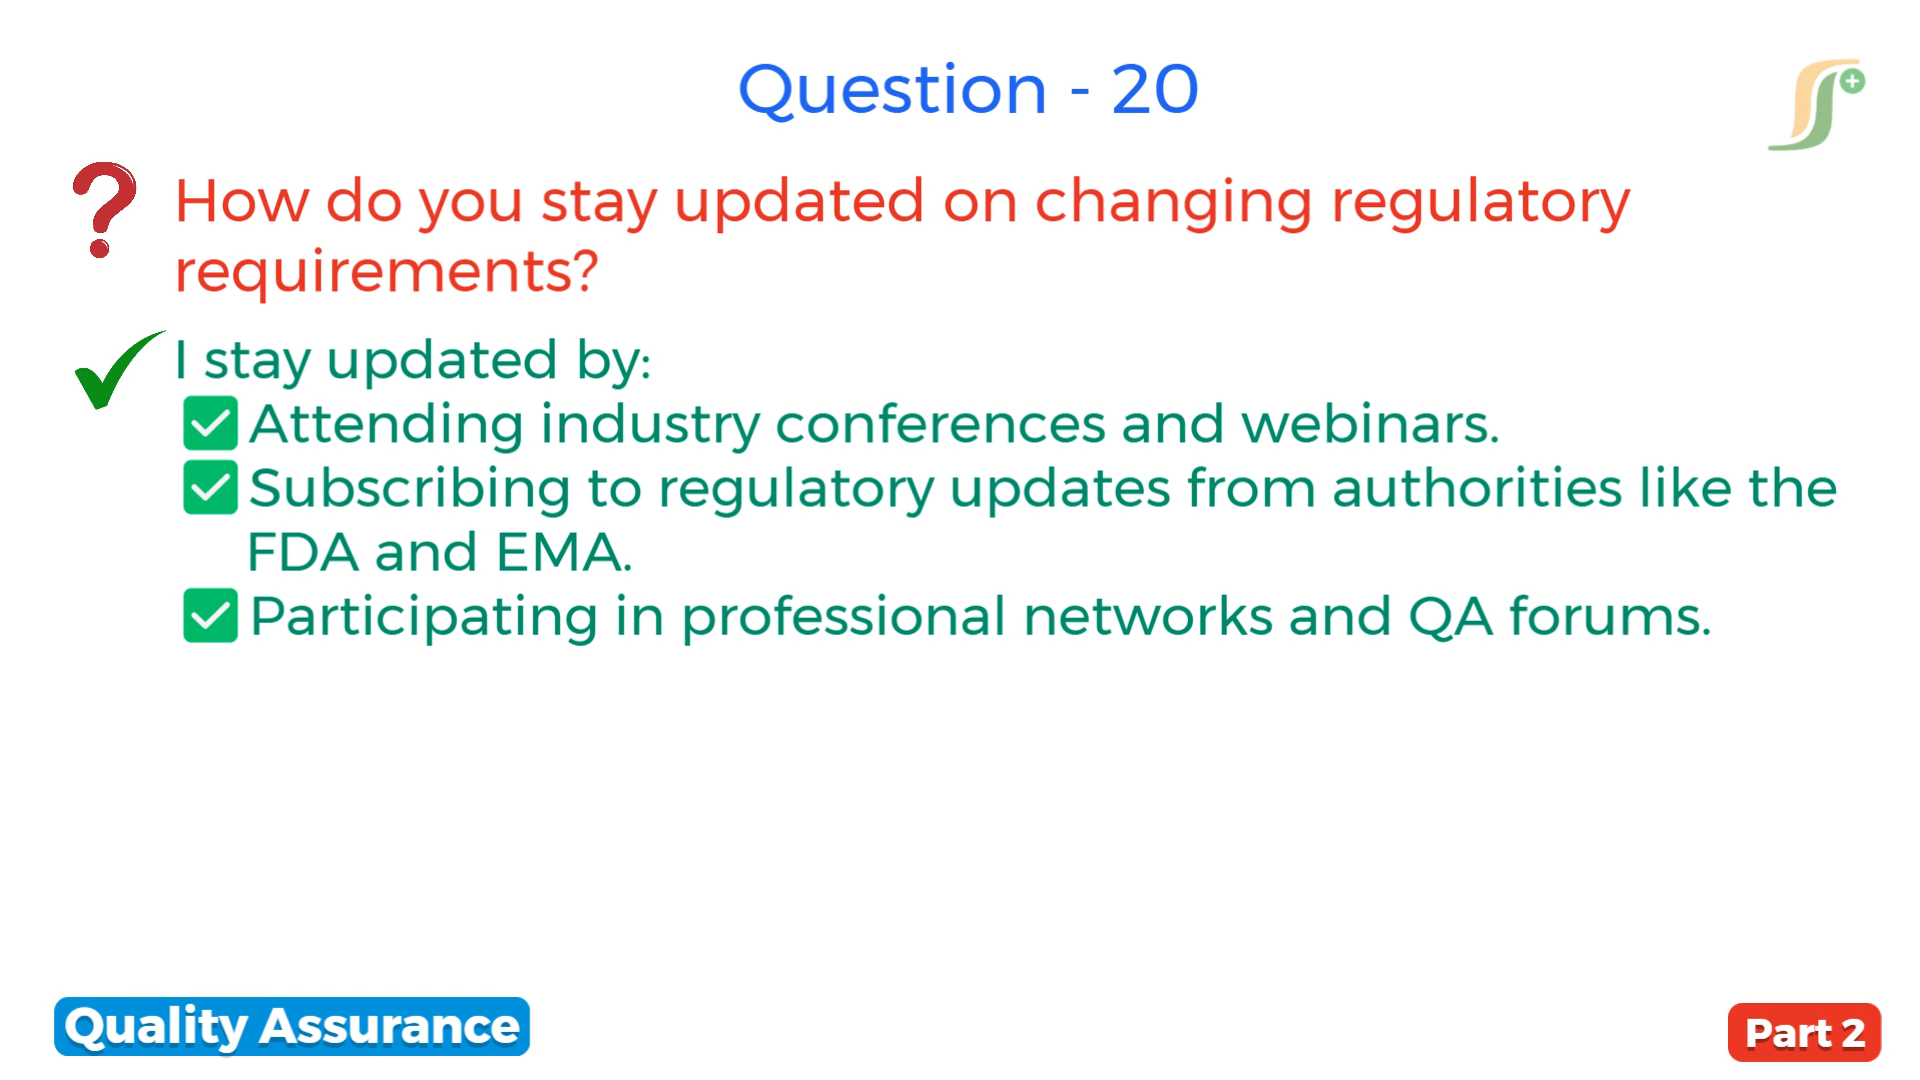 Question - 20
How do you stay updated on changing regulatory
requirements?
I stay updated by:
Attending industry conferences and webinars.
Subscribing to regulatory updates from authorities like the
FDA and EMA.
Participating in professional networks and QA forums.
Quality Assurance
Part 2